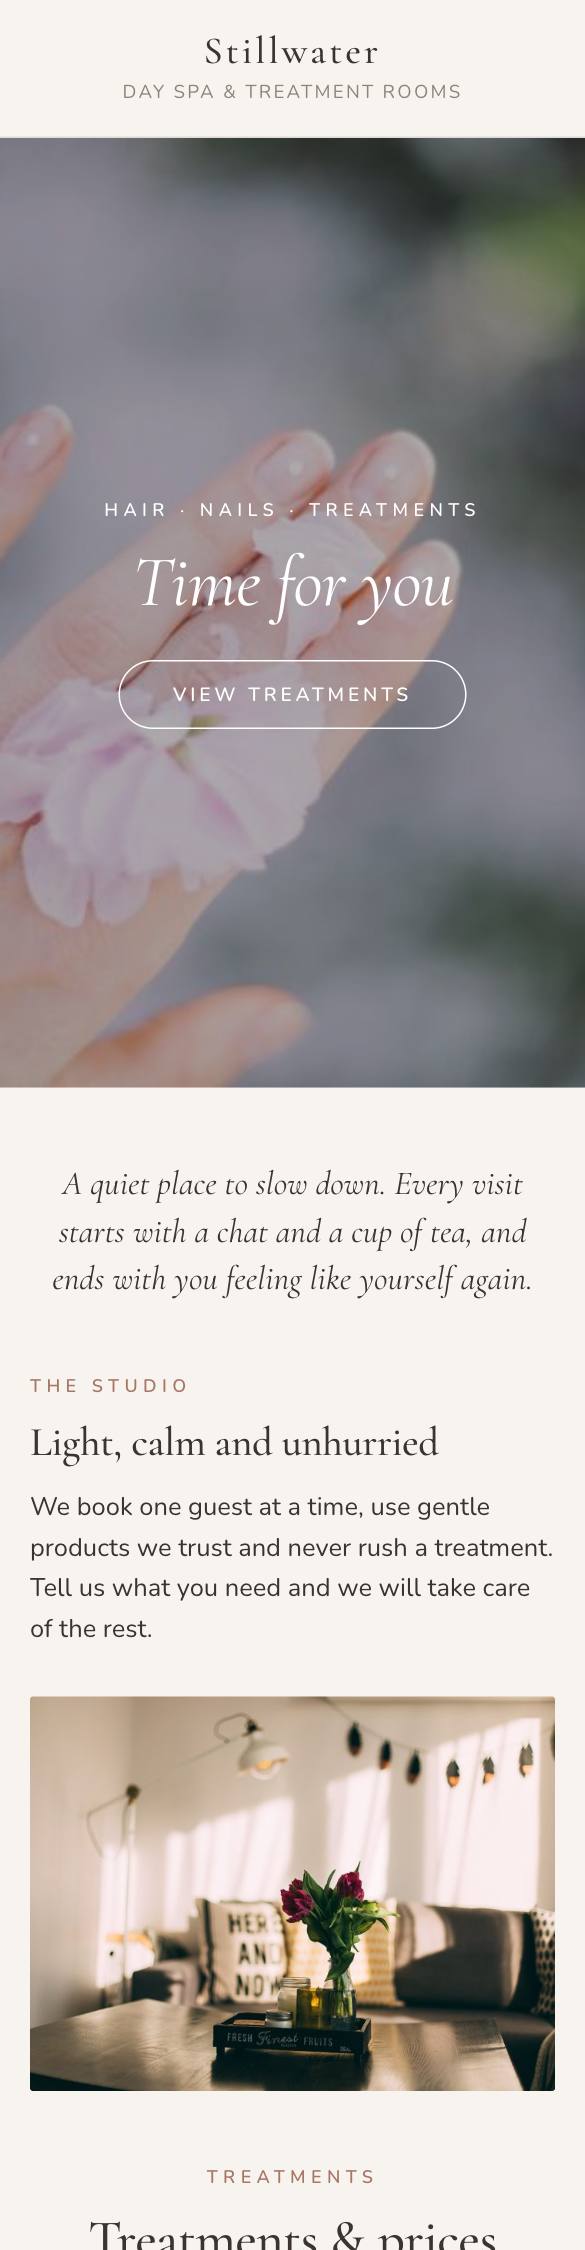 Stillwater
DAY SPA & TREATMENT ROOMS
HAIR · NAILS · TREATMENTS
Time for you
VIEW TREATMENTS
A quiet place to slow down. Every visit
starts with a chat and a cup of tea, and
ends with you feeling like yourself again.
THE STUDIO
Light, calm and unhurried
We book one guest at a time, use gentle
products we trust and never rush a treatment.
Tell us what you need and we will take care
of the rest.
HERE
AND
NOW
FRESH Finest FRUITS
TREATMENTS
Treatments & prices